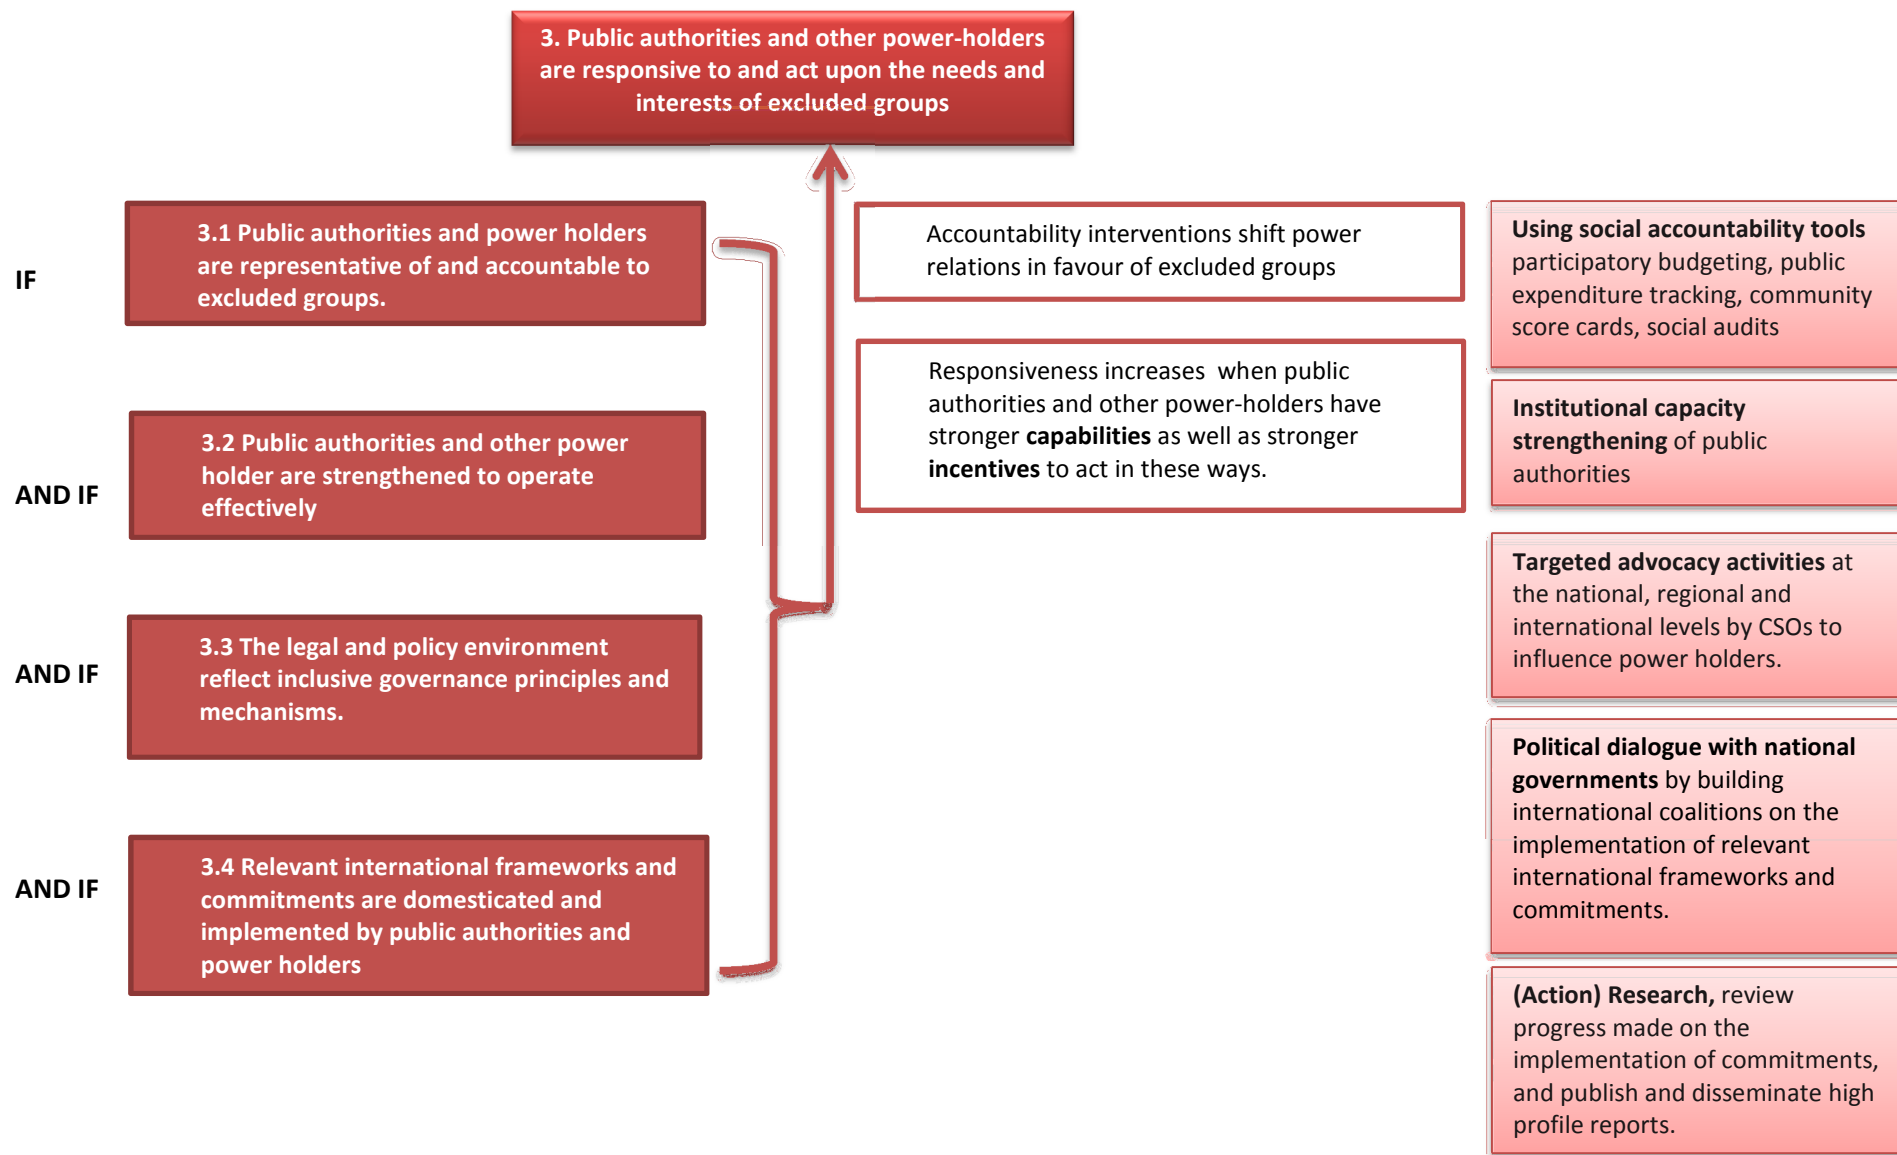 3. Public authorities and other power-holders
are responsive to and act upon the needs and
interests of excluded groups
IF
3.1 Public authorities and power holders
are representative of and accountable to
excluded groups.
AND IF
3.2 Public authorities and other power
holder are strengthened to operate
effectively
AND IF
3.3 The legal and policy environment
reflect inclusive governance principles and
mechanisms.
AND IF
3.4 Relevant international frameworks and
commitments are domesticated and
implemented by public authorities and
power holders
Accountability interventions shift power
relations in favour of excluded groups
Responsiveness increases when public
authorities and other power-holders have
stronger capabilities as well as stronger
incentives to act in these ways.
Using social accountability tools
participatory budgeting, public
expenditure tracking, community
score cards, social audits
Institutional capacity
strengthening of public
authorities
Targeted advocacy activities at
the national, regional and
international levels by CSOs to
influence power holders.
Political dialogue with national
governments by building
international coalitions on the
implementation of relevant
international frameworks and
commitments.
(Action) Research, review
progress made on the
implementation of commitments,
and publish and disseminate high
profile reports.